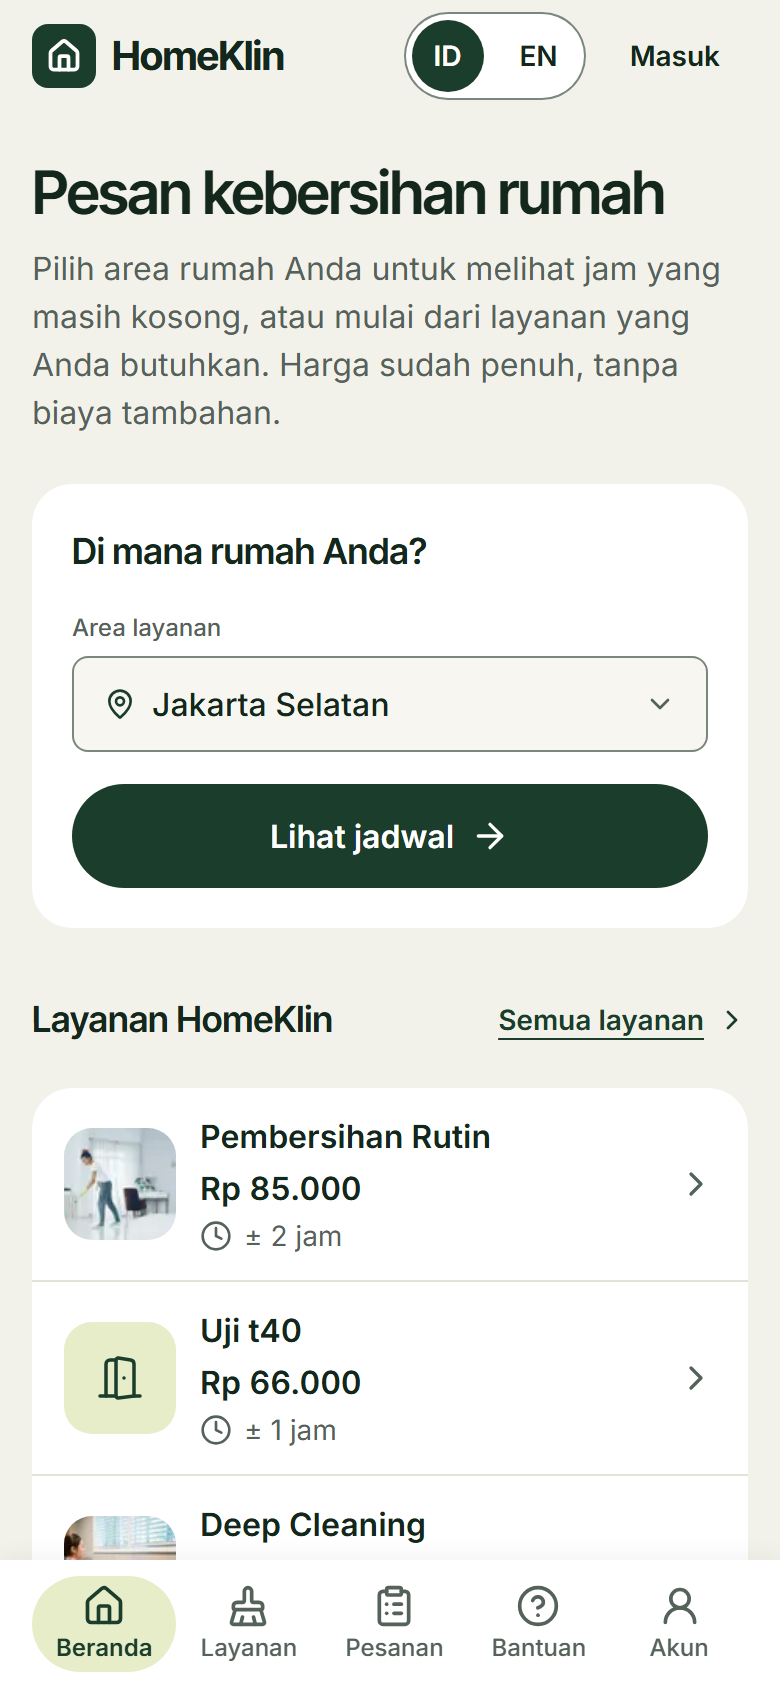 HomeKlin
ID EN
Masuk
Pesan kebersihan rumah
Pilih area rumah Anda untuk melihat jam yang
masih kosong, atau mulai dari layanan yang
Anda butuhkan. Harga sudah penuh, tanpa
biaya tambahan.
Di mana rumah Anda?
Area layanan
Jakarta Selatan
Lihat jadwal
Layanan HomeKlin
Semua layanan
Pembersihan Rutin
Rp 85.000
± 2 jam
Uji t40
Rp 66.000
± 1 jam
Deep Cleaning
Beranda
Layanan
Pesanan
Bantuan
Akun